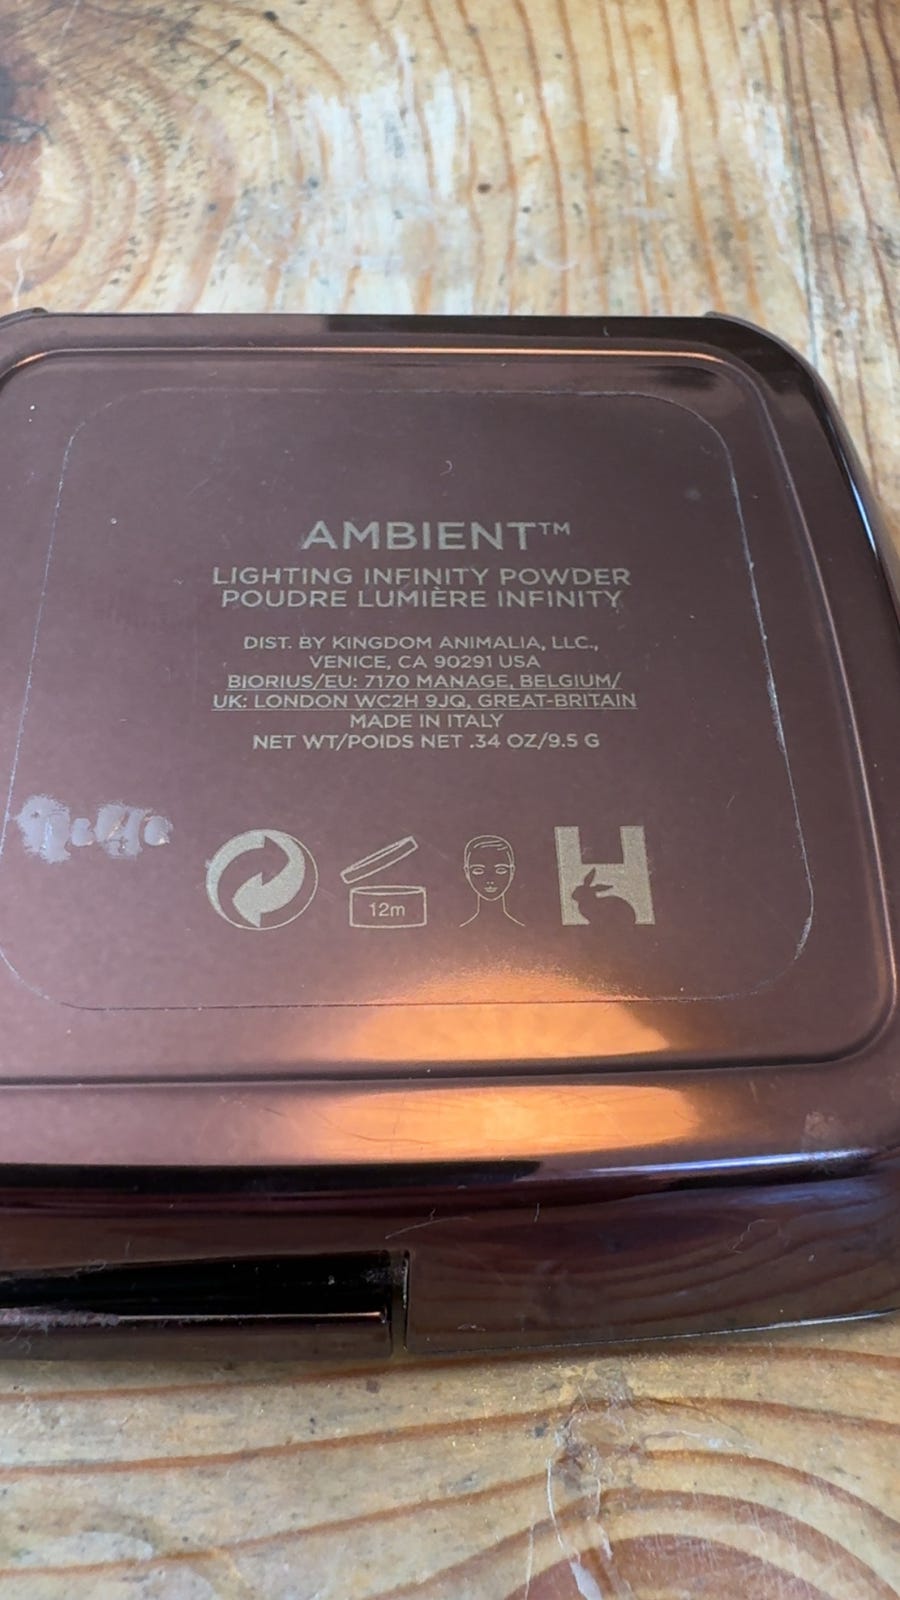 AMBIENT™
LIGHTING INFINITY POWDER
POUDRE LUMIÈRE INFINITY
DIST. BY KINGDOM ANIMALIA, LLC.,
VENICE, CA 90291 USA
BIORIUS/EU: 7170 MANAGE, BELGIUM/
UK: LONDON WC2H 9JQ, GREAT-BRITAIN
MADE IN ITALY
NET WT/POIDS NET .34 OZ/9.5 G
12m
H